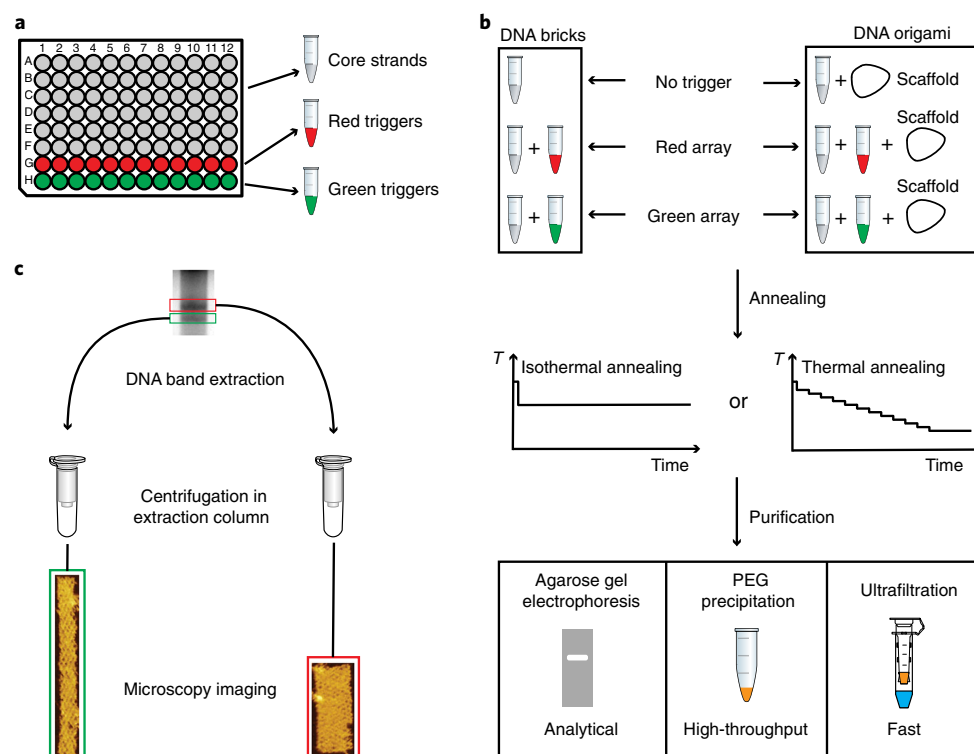 a
1 2 3 4 5 6 7 8 9 10 11 12
A
B
C
D
E
F
G
H
Core strands
Red triggers
Green triggers
b
DNA bricks
DNA origami
No trigger
+
Scaffold
+
Red array
+
+
Scaffold
+
Green array
+
+
Scaffold
Annealing
T
Isothermal annealing
Time
or
T
Thermal annealing
Time
Purification
Agarose gel
electrophoresis
Analytical
PEG
precipitation
High-throughput
Ultrafiltration
Fast
c
DNA band extraction
Centrifugation in
extraction column
Microscopy imaging